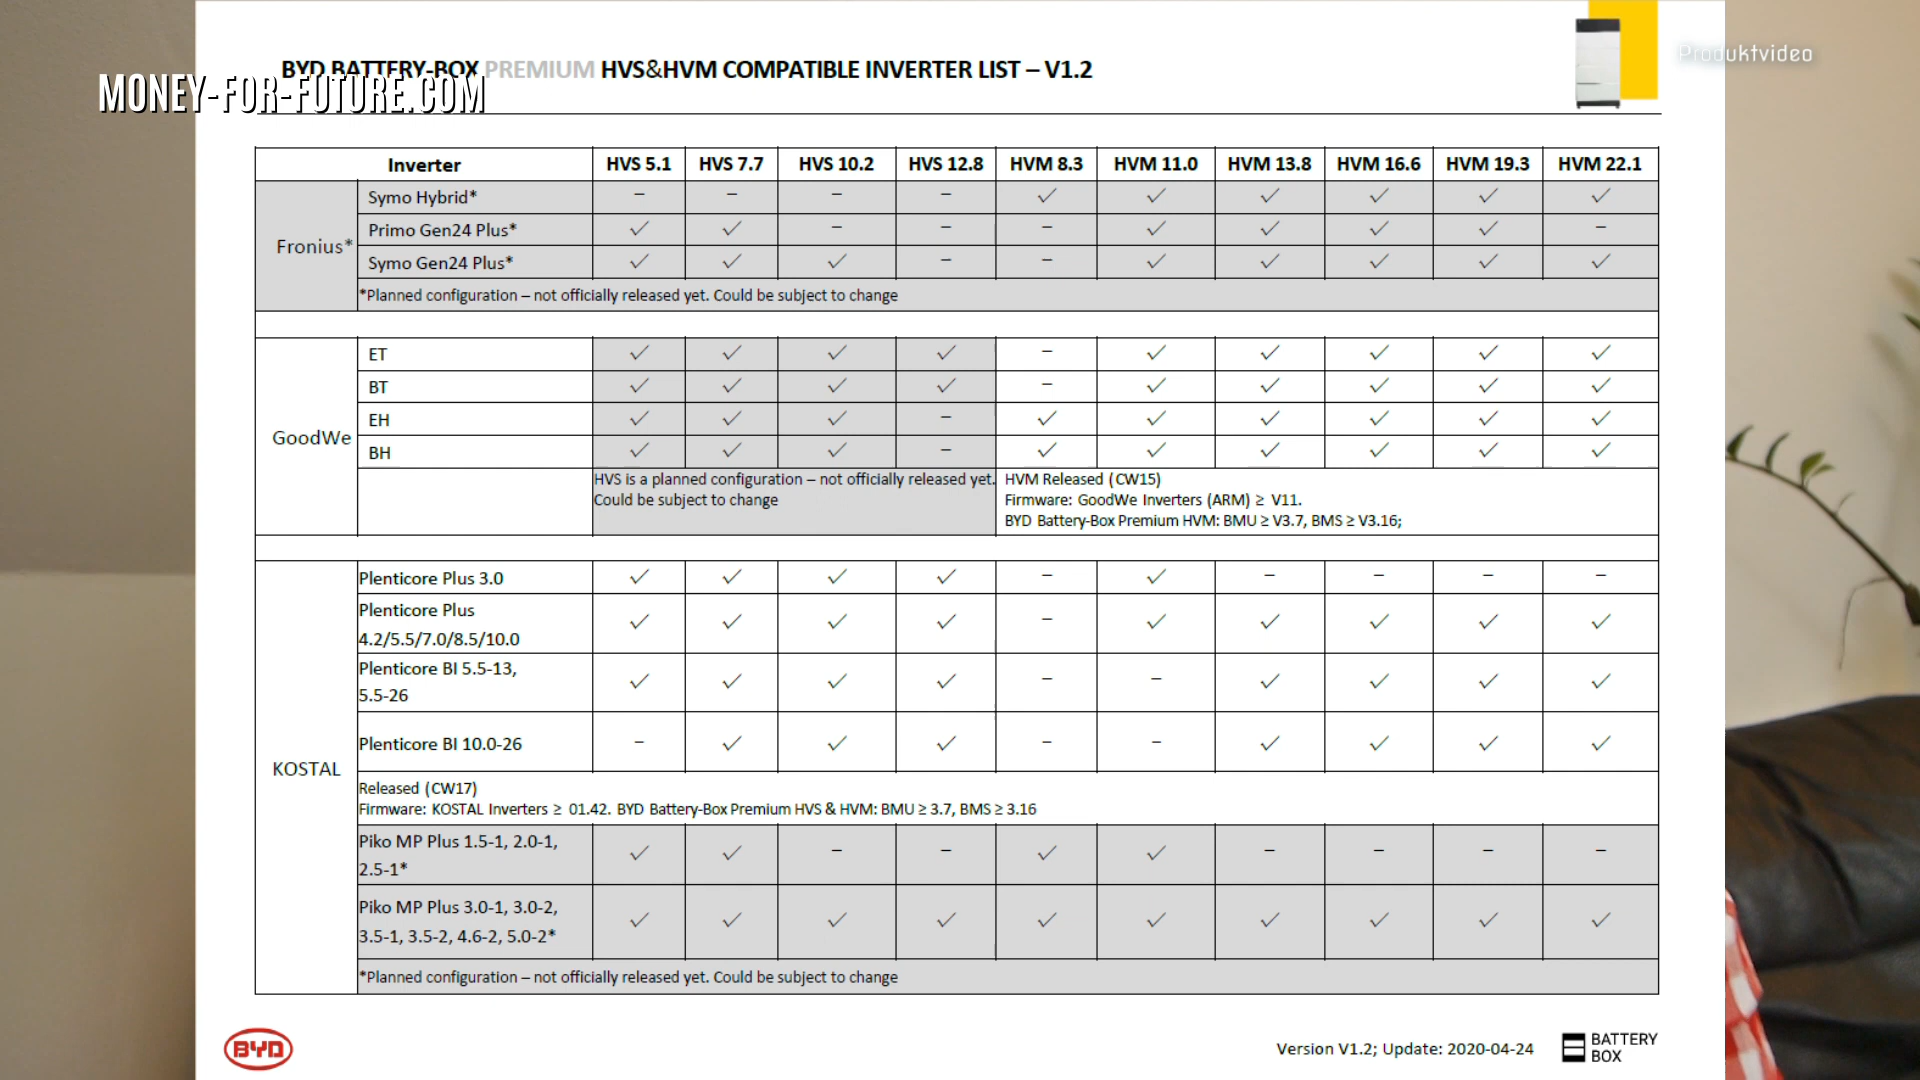 Produktvideo
BYD BATTERY-BOX PREMIUM HVS&HVM COMPATIBLE INVERTER LIST – V1.2
MONEY-FOR-FUTURE.COM
Inverter HVS 5.1 HVS 7.7 HVS 10.2 HVS 12.8 HVM 8.3 HVM 11.0 HVM 13.8 HVM 16.6 HVM 19.3 HVM 22.1
Fronius*
Symo Hybrid* – – – – ✓ ✓ ✓ ✓ ✓ ✓
Primo Gen24 Plus* ✓ ✓ – – – ✓ ✓ ✓ ✓ –
Symo Gen24 Plus* ✓ ✓ ✓ – – ✓ ✓ ✓ ✓ ✓
*Planned configuration – not officially released yet. Could be subject to change
GoodWe
ET ✓ ✓ ✓ ✓ – ✓ ✓ ✓ ✓ ✓
BT ✓ ✓ ✓ ✓ – ✓ ✓ ✓ ✓ ✓
EH ✓ ✓ ✓ – ✓ ✓ ✓ ✓ ✓ ✓
BH ✓ ✓ ✓ – ✓ ✓ ✓ ✓ ✓ ✓
HVS is a planned configuration – not officially released yet.
Could be subject to change
HVM Released (CW15)
Firmware: GoodWe Inverters (ARM) ≥ V11.
BYD Battery-Box Premium HVM: BMU ≥ V3.7, BMS ≥ V3.16;
KOSTAL
Plenticore Plus 3.0 ✓ ✓ ✓ ✓ – ✓ – – – –
Plenticore Plus
4.2/5.5/7.0/8.5/10.0 ✓ ✓ ✓ ✓ – ✓ ✓ ✓ ✓ ✓
Plenticore BI 5.5-13,
5.5-26 ✓ ✓ ✓ ✓ – – ✓ ✓ ✓ ✓
Plenticore BI 10.0-26 – ✓ ✓ ✓ – – ✓ ✓ ✓ ✓
Released (CW17)
Firmware: KOSTAL Inverters ≥ 01.42. BYD Battery-Box Premium HVS & HVM: BMU ≥ 3.7, BMS ≥ 3.16
Piko MP Plus 1.5-1, 2.0-1,
2.5-1* ✓ ✓ – – ✓ ✓ – – – –
Piko MP Plus 3.0-1, 3.0-2,
3.5-1, 3.5-2, 4.6-2, 5.0-2* ✓ ✓ ✓ ✓ ✓ ✓ ✓ ✓ ✓ ✓
*Planned configuration – not officially released yet. Could be subject to change
BYD
Version V1.2; Update: 2020-04-24
BATTERY
BOX